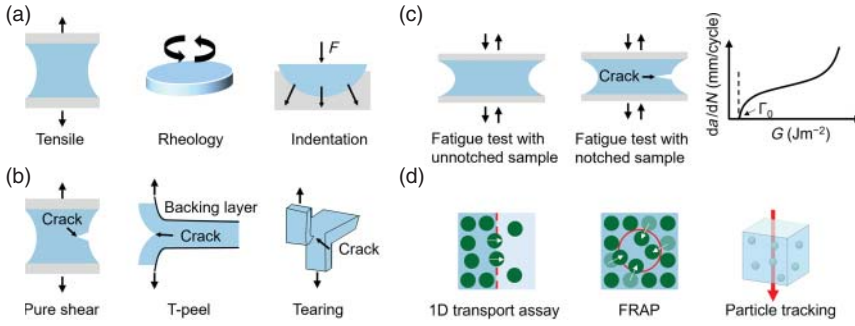 (a)
F
Tensile
Rheology
Indentation
(b)
Crack
Pure shear
Backing layer
Crack
T-peel
Crack
Tearing
(c)
Fatigue test with
unnotched sample
Crack
Fatigue test with
notched sample
da/dN (mm/cycle)
Γ0
G (Jm−2)
(d)
1D transport assay
FRAP
Particle tracking